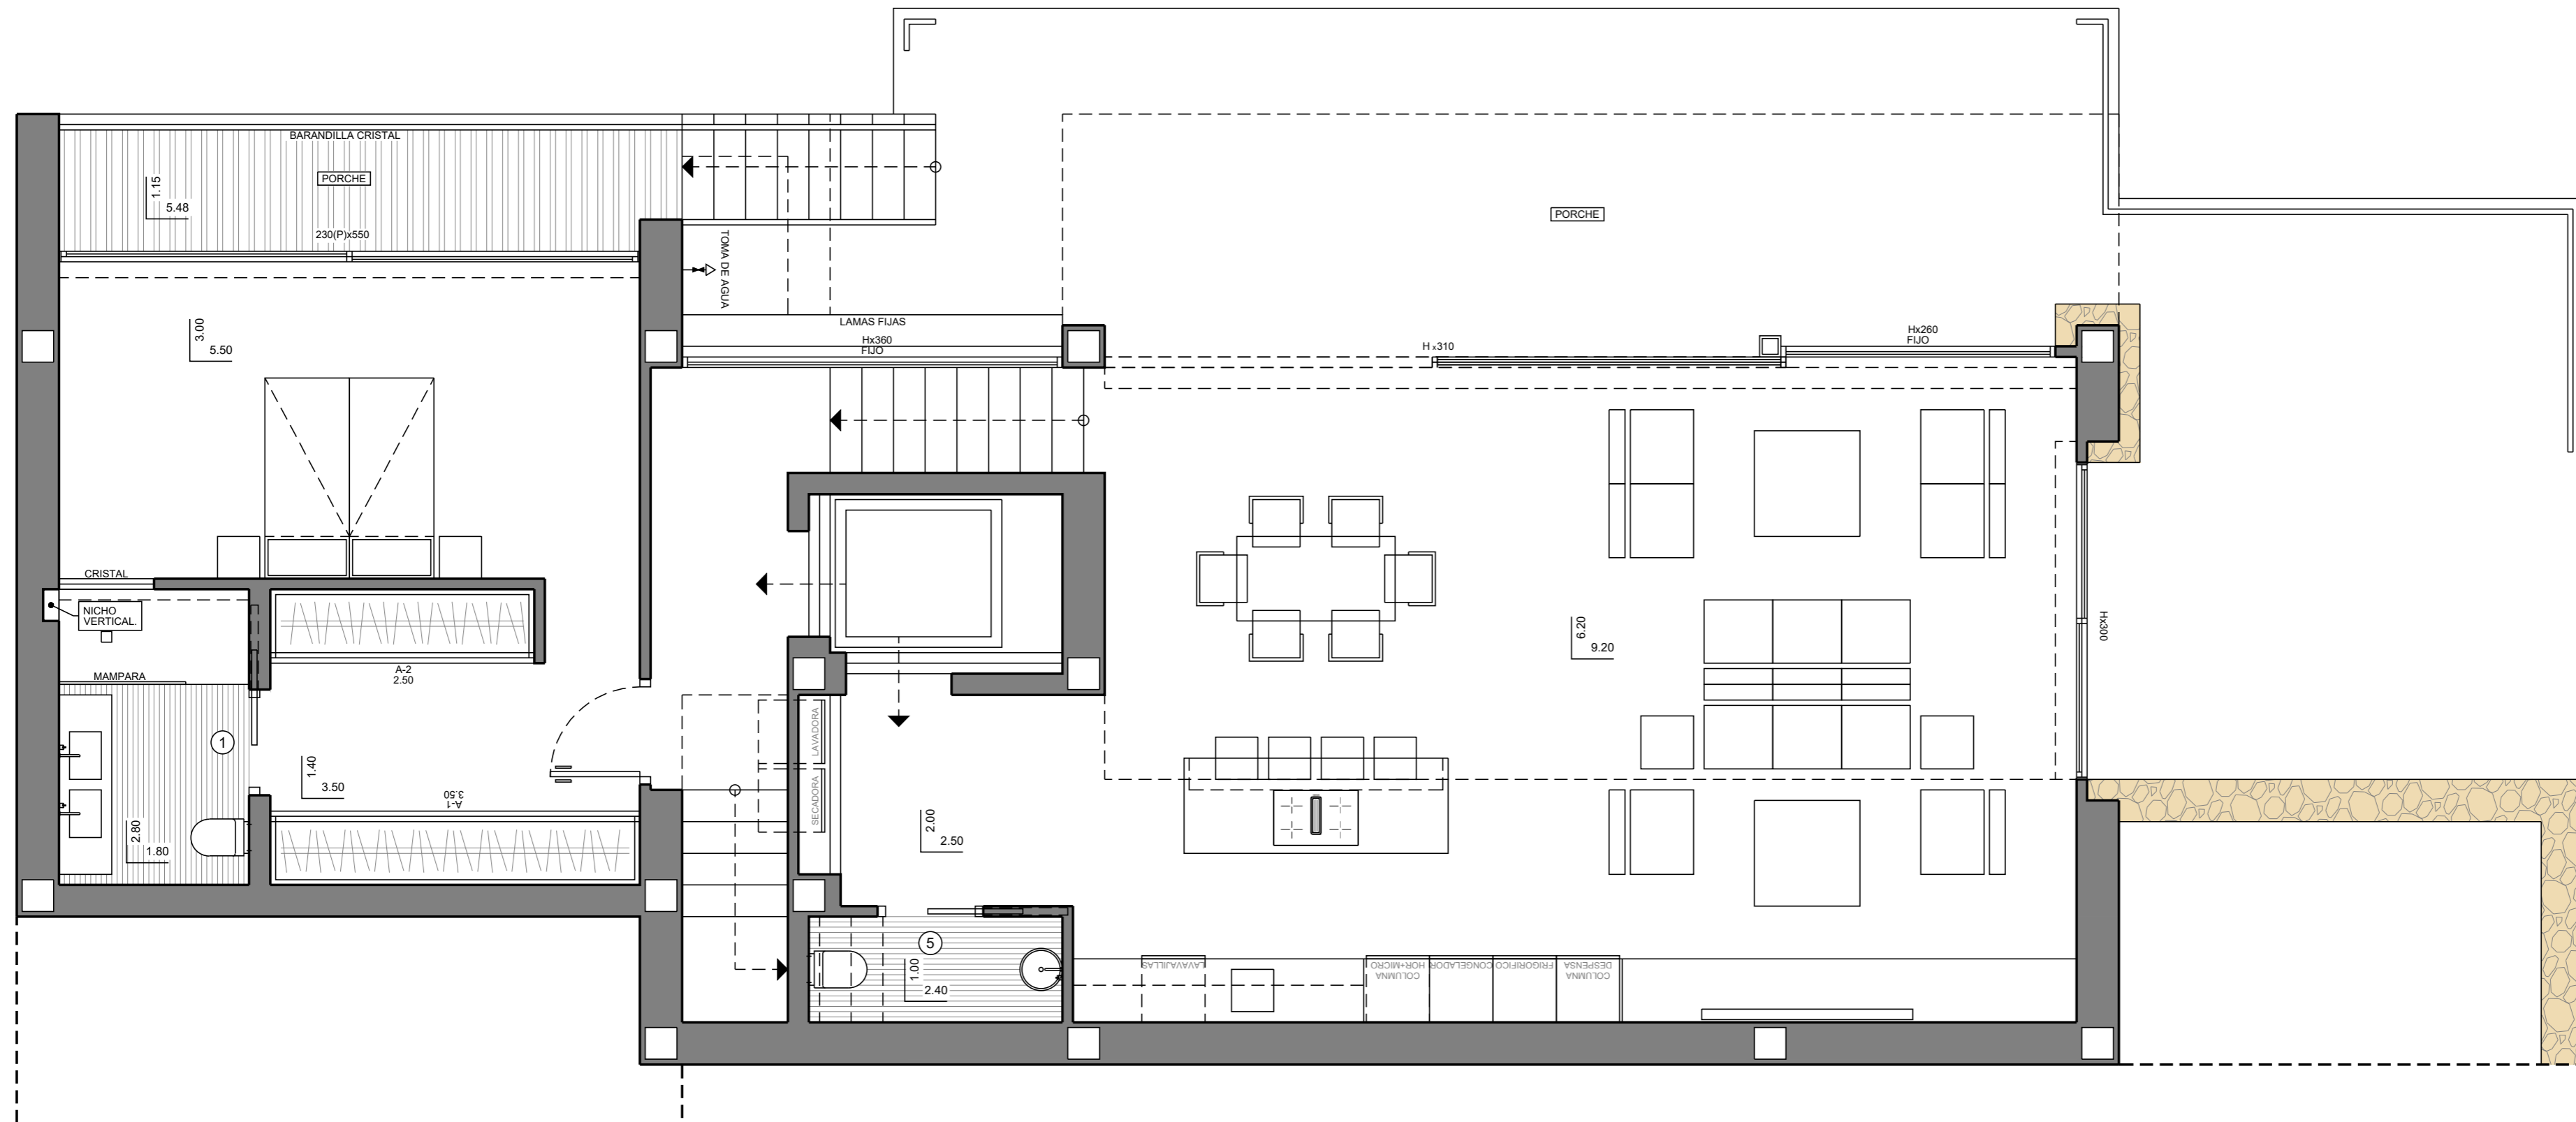 BARANDILLA CRISTAL
PORCHE
1.15
5.48
230(P)x550
TOMA DE AGUA
PORCHE
LAMAS FIJAS
Hx360
FIJO
H x310
Hx260
FIJO
3.00
5.50
CRISTAL
NICHO
VERTICAL.
MAMPARA
A-2
2.50
6.20
9.20
Hx300
1
1.40
3.50
A-1
3.50
2.80
1.80
LAVADORA
SECADORA
2.00
2.50
5
1.00
2.40
LAVAVAJILLAS
COLUMNA
HOR+MICRO
CONGELADOR
FRIGORIFICO
COLUMNA
DESPENSA